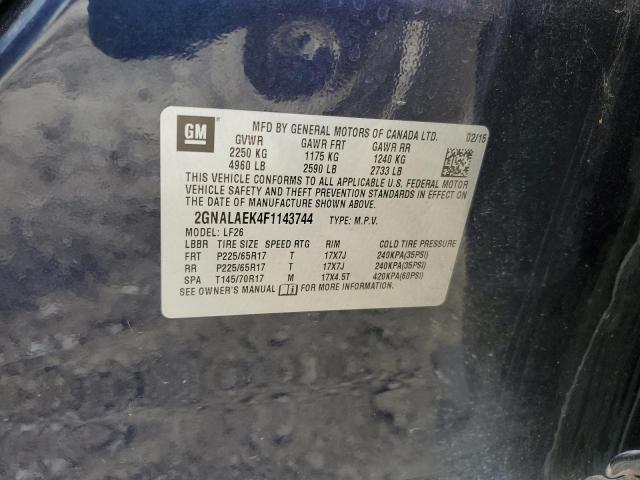 GM
MFD BY GENERAL MOTORS OF CANADA LTD. 02/15
GVWR GAWR FRT GAWR RR
2250 KG 1175 KG 1240 KG
4960 LB 2590 LB 2733 LB
THIS VEHICLE CONFORMS TO ALL APPLICABLE U.S. FEDERAL MOTOR
VEHICLE SAFETY AND THEFT PREVENTION STANDARDS IN EFFECT ON
THE DATE OF MANUFACTURE SHOWN ABOVE.
2GNALAEK4F1143744 TYPE: M.P.V.
MODEL: LF26
LBBR TIRE SIZE SPEED RTG RIM COLD TIRE PRESSURE
FRT P225/65R17 T 17X7J 240KPA(35PSI)
RR P225/65R17 T 17X7J 240KPA(35PSI)
SPA T145/70R17 M 17X4.5T 420KPA(60PSI)
SEE OWNER'S MANUAL FOR MORE INFORMATION.